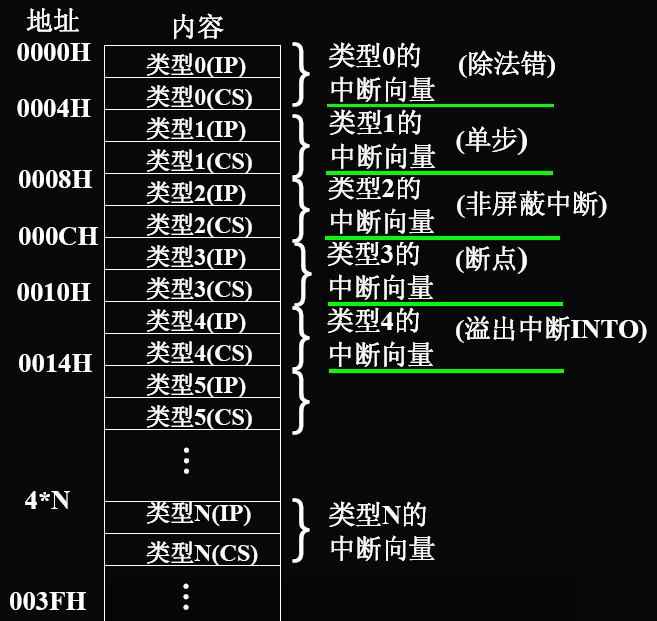 地址 内容
0000H
类型0(IP) 类型0的 (除法错)
类型0(CS) 中断向量
0004H
类型1(IP) 类型1的 (单步)
类型1(CS) 中断向量
0008H
类型2(IP) 类型2的 (非屏蔽中断)
类型2(CS) 中断向量
000CH
类型3(IP) 类型3的 (断点)
类型3(CS) 中断向量
0010H
类型4(IP) 类型4的 (溢出中断INTO)
类型4(CS) 中断向量
0014H
类型5(IP)
类型5(CS)
⋮
4*N
类型N(IP) 类型N的
类型N(CS) 中断向量
003FH ⋮